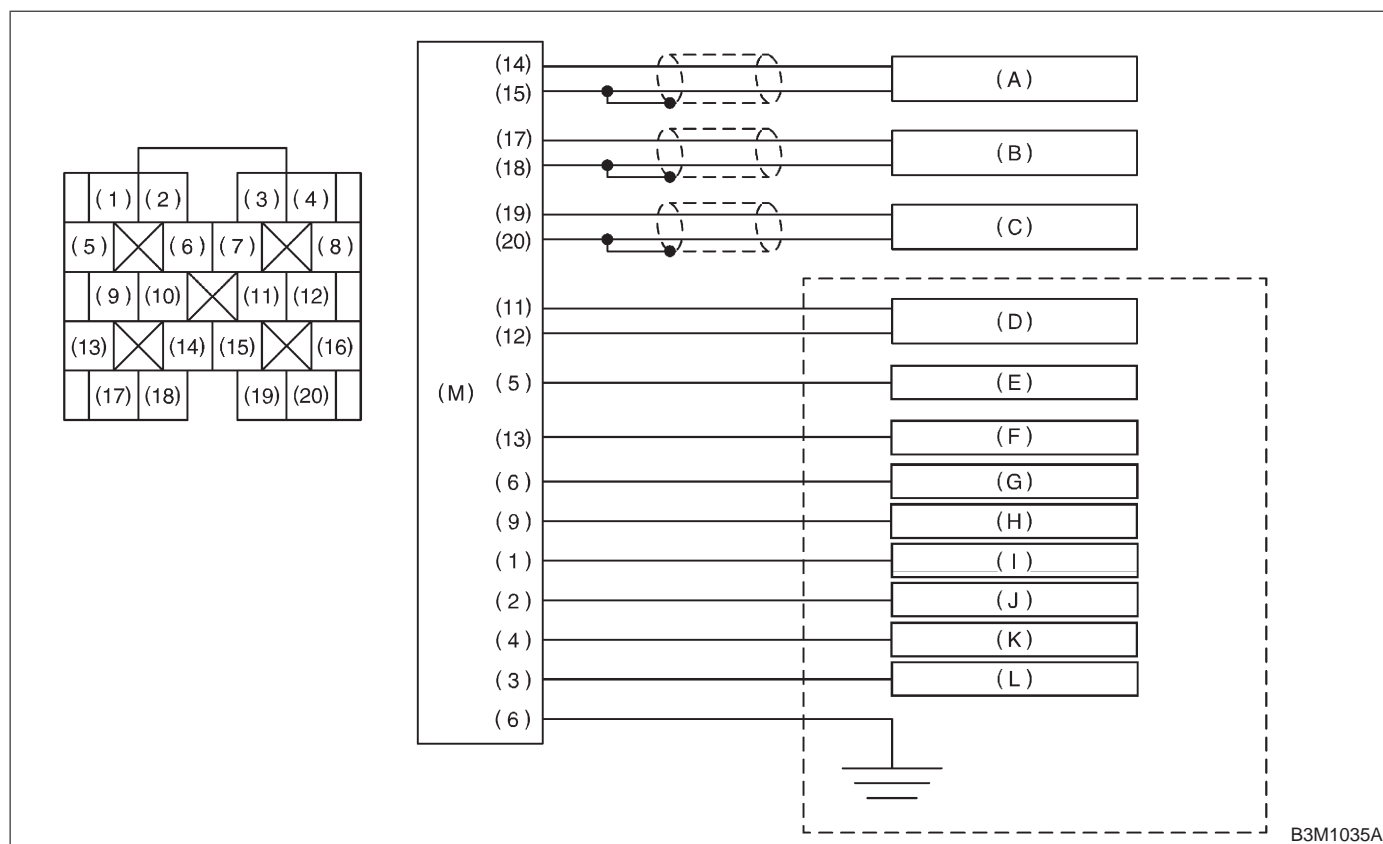 (1) (2) (3) (4)
(5) (6) (7) (8)
(9) (10) (11) (12)
(13) (14) (15) (16)
(17) (18) (19) (20)
(M)
(14)
(15)
(A)
(17)
(18)
(B)
(19)
(20)
(C)
(11)
(12)
(D)
(5) (E)
(13) (F)
(6) (G)
(9) (H)
(1) (I)
(2) (J)
(4) (K)
(3) (L)
(6)
B3M1035A